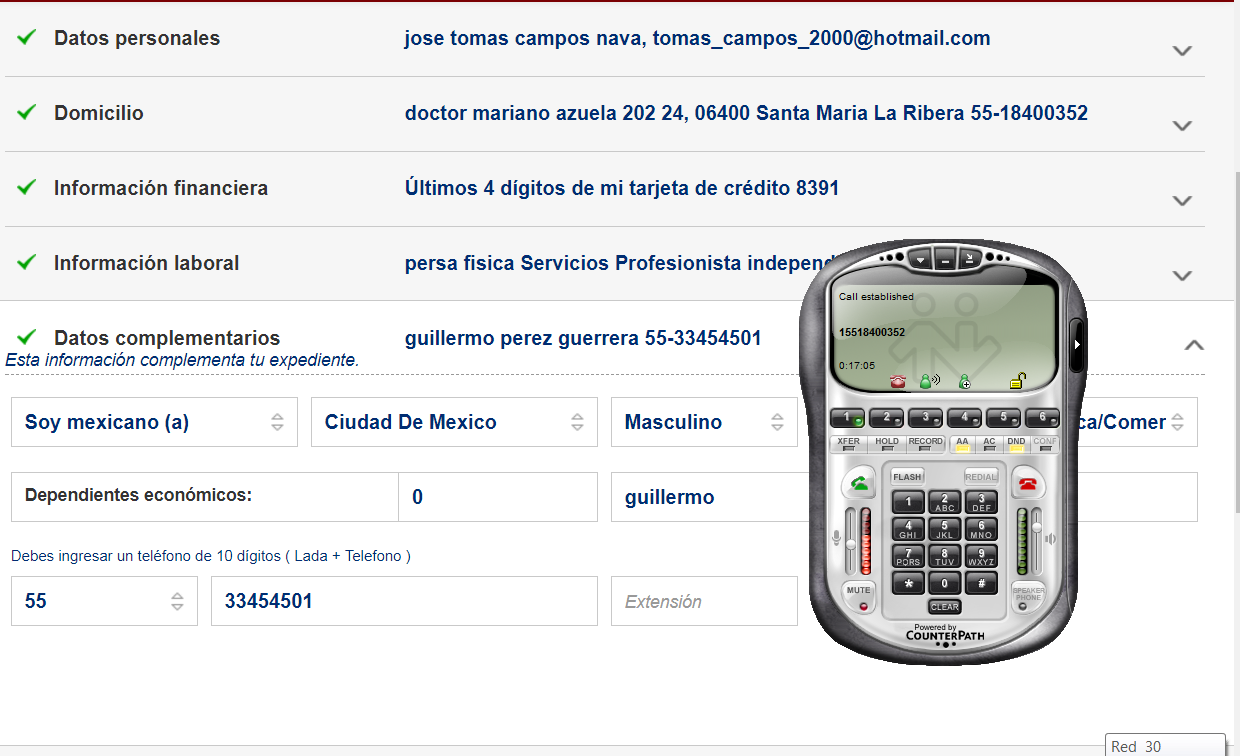 Datos personales jose tomas campos nava, tomas_campos_2000@hotmail.com
Domicilio doctor mariano azuela 202 24, 06400 Santa Maria La Ribera 55-18400352
Información financiera Últimos 4 dígitos de mi tarjeta de crédito 8391
Información laboral persa fisica Servicios Profesionista independ
Datos complementarios guillermo perez guerrera 55-33454501
Esta información complementa tu expediente.
Soy mexicano (a) Ciudad De Mexico Masculino ca/Comer
Dependientes económicos: 0 guillermo
Debes ingresar un teléfono de 10 dígitos ( Lada + Telefono )
55 33454501 Extensión
Call established
15518400352
0:17:05
1 2 3 4 5 6
XFER HOLD RECORD AA AC DND CONF
FLASH REDIAL
1 2 ABC 3 DEF
4 GHI 5 JKL 6 MNO
7 PQRS 8 TUV 9 WXYZ
* 0 #
MUTE SPEAKER PHONE
CLEAR
Powered by
COUNTERPATH
Red 30